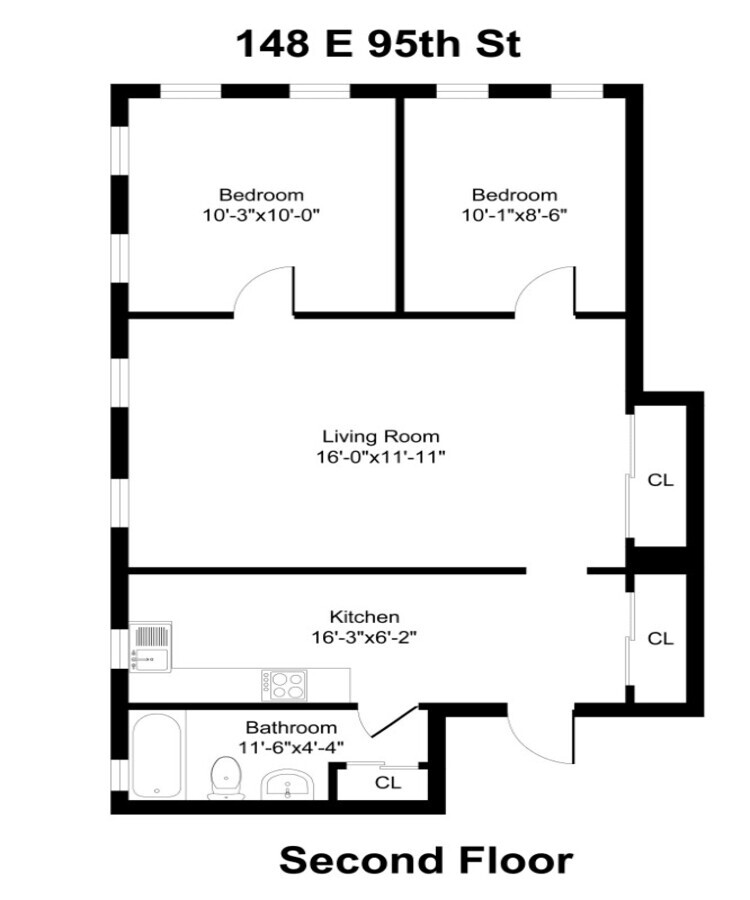 148 E 95th St
Bedroom
10'-3"x10'-0"
Bedroom
10'-1"x8'-6"
Living Room
16'-0"x11'-11"
CL
Kitchen
16'-3"x6'-2"
CL
Bathroom
11'-6"x4'-4"
CL
Second Floor